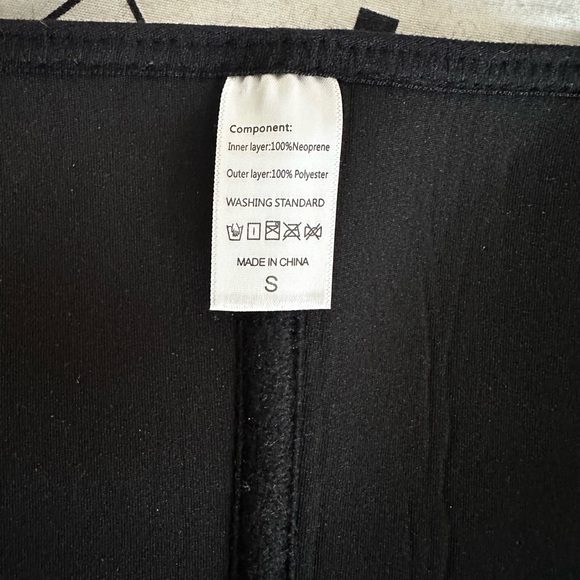 Component:
Inner layer:100%Neoprene
Outer layer:100% Polyester
WASHING STANDARD
MADE IN CHINA
S